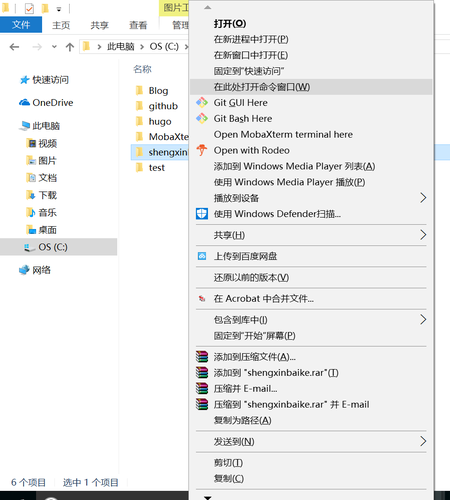 图片工
文件
主页
共享
查看
此电脑
OS (C:)
快速访问
OneDrive
此电脑
视频
图片
文档
下载
音乐
桌面
OS (C:)
网络
名称
Blog
github
hugo
MobaXt
shengxinb
test
6 个项目
选中 1 个项目
打开(O)
在新进程中打开(P)
在新窗口中打开(E)
固定到"快速访问"
在此处打开命令窗口(W)
Git GUI Here
Git Bash Here
Open MobaXterm terminal here
Open with Rodeo
添加到 Windows Media Player 列表(A)
使用 Windows Media Player 播放(P)
播放到设备
使用 Windows Defender扫描...
共享(H)
上传到百度网盘
还原以前的版本(V)
在 Acrobat 中合并文件...
包含到库中(I)
固定到"开始"屏幕(P)
添加到压缩文件(A)...
添加到 "shengxinbaike.rar"(T)
压缩并 E-mail...
压缩到 "shengxinbaike.rar" 并 E-mail
复制为路径(A)
发送到(N)
剪切(T)
复制(C)